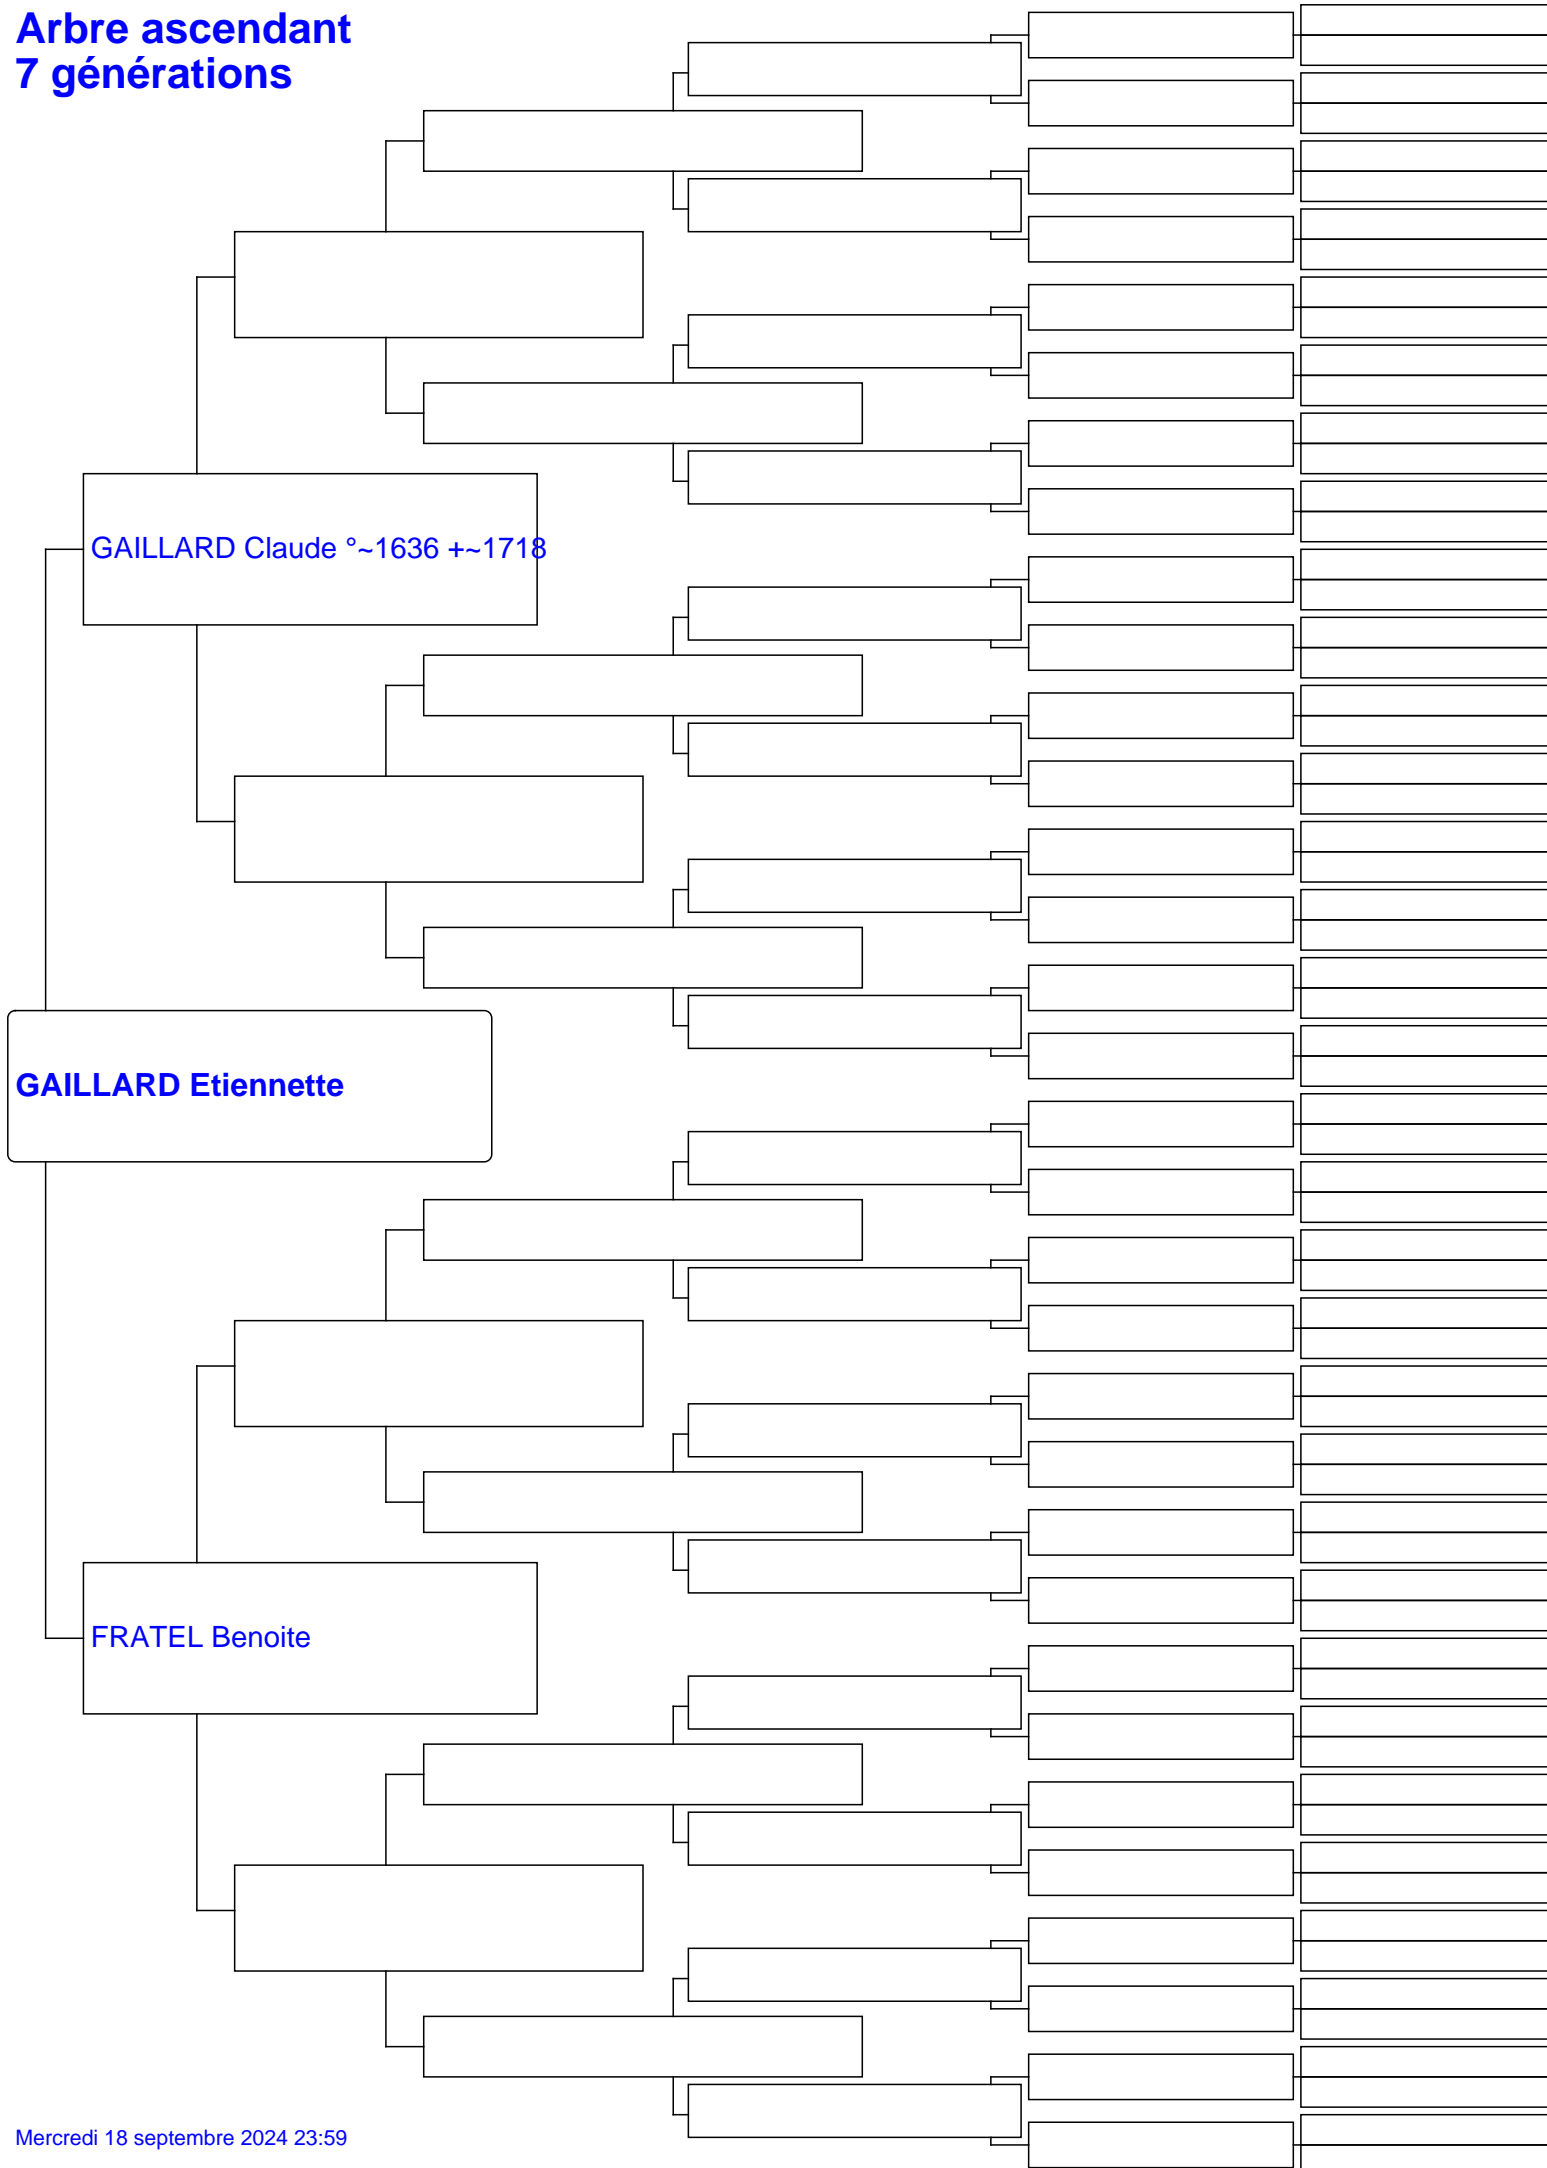 Arbre ascendant
7 générations
GAILLARD Claude °~1636 +~1718
GAILLARD Etiennette
FRATEL Benoite
Mercredi 18 septembre 2024 23:59